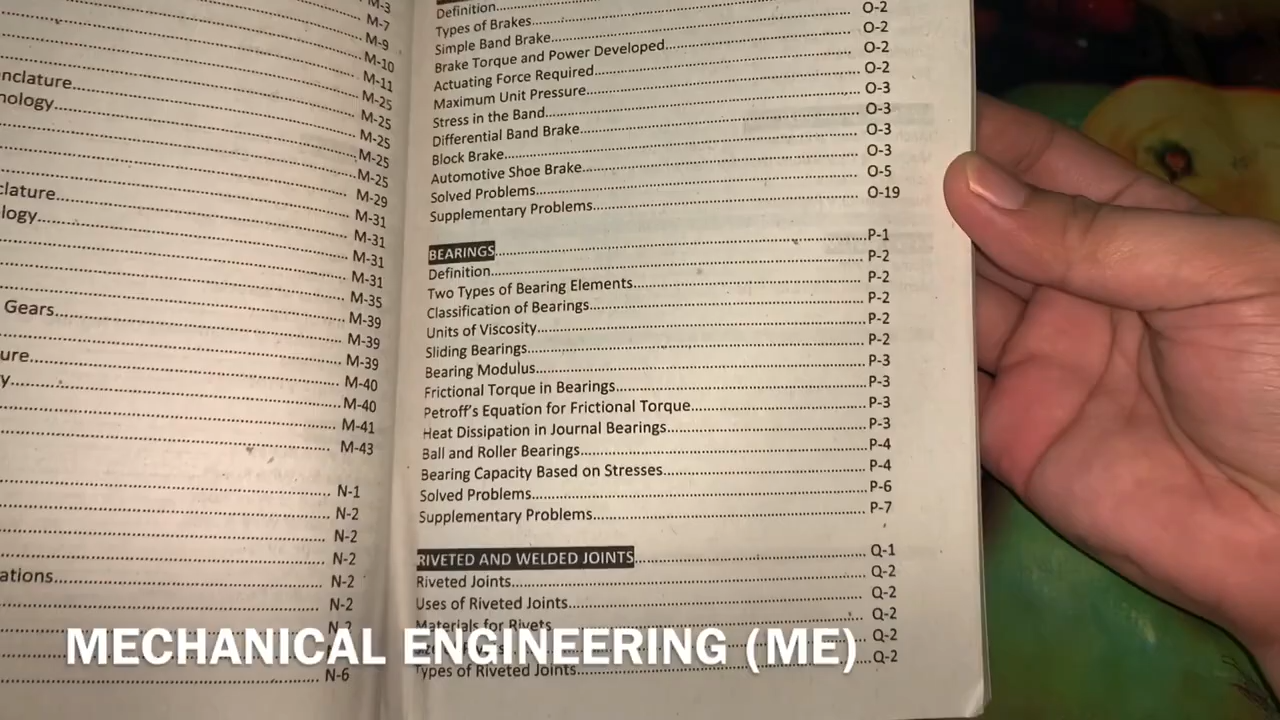 M-3
M-7
M-9
M-10
M-11
M-25
nclature M-25
nology M-25
M-25
M-25
M-29
clature M-31
ology M-31
M-31
M-31
M-35
M-39
Gears M-39
M-39
ure M-40
y M-40
M-41
M-43
N-1
N-2
N-2
N-2
ations N-2
N-2
N-2
N-6
Definition
Types of Brakes
Simple Band Brake O-2
Brake Torque and Power Developed O-2
Actuating Force Required O-2
Maximum Unit Pressure O-2
Stress in the Band O-3
Differential Band Brake O-3
Block Brake O-3
Automotive Shoe Brake O-3
Solved Problems O-5
Supplementary Problems O-19
BEARINGS P-1
Definition P-2
Two Types of Bearing Elements P-2
Classification of Bearings P-2
Units of Viscosity P-2
Sliding Bearings P-2
Bearing Modulus P-3
Frictional Torque in Bearings P-3
Petroff's Equation for Frictional Torque P-3
Heat Dissipation in Journal Bearings P-3
Ball and Roller Bearings P-4
Bearing Capacity Based on Stresses P-4
Solved Problems P-6
Supplementary Problems P-7
RIVETED AND WELDED JOINTS Q-1
Riveted Joints Q-2
Uses of Riveted Joints Q-2
Materials for Rivets Q-2
Q-2
Types of Riveted Joints Q-2
MECHANICAL ENGINEERING (ME)